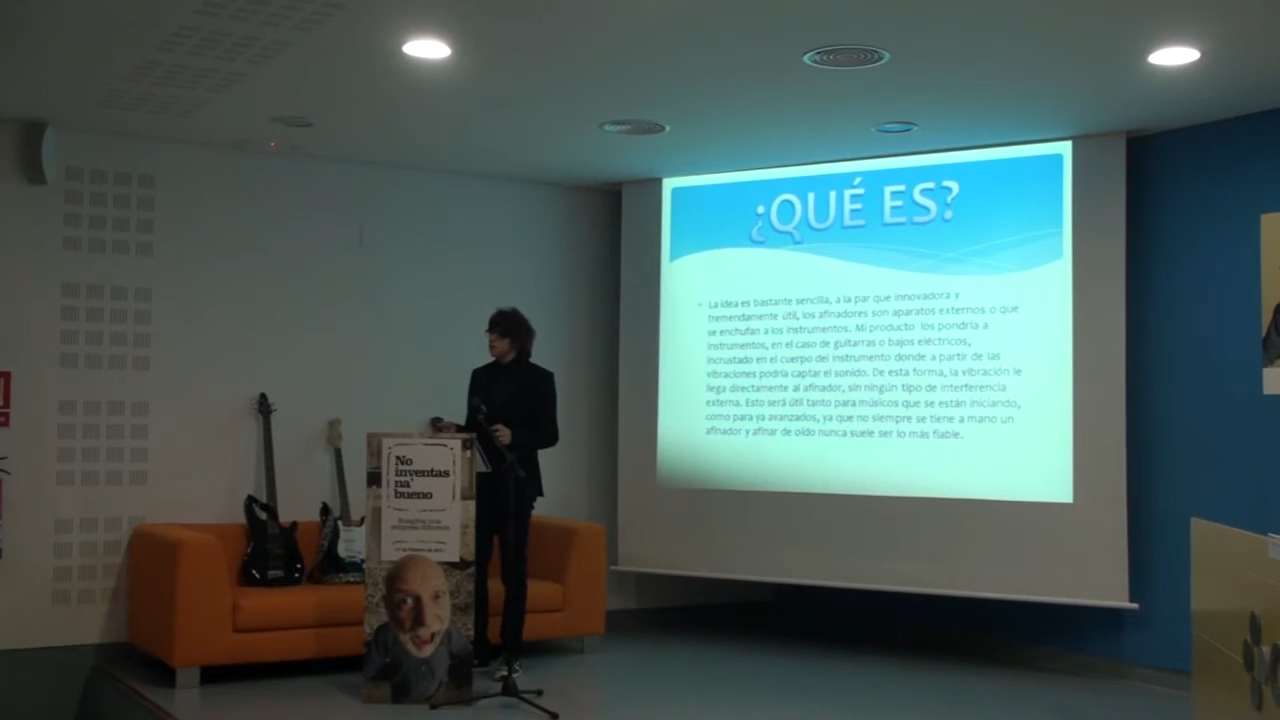 ¿QUÉ ES?
La idea es bastante sencilla, a la par que innovadora y
tremendamente útil, los afinadores son aparatos externos o que
se enchufan a los instrumentos. Mi producto los pondría a
instrumentos, en el caso de guitarras o bajos eléctricos,
incrustado en el cuerpo del instrumento donde a partir de las
vibraciones podría captar el sonido. De esta forma, la vibración le
llega directamente al afinador, sin ningún tipo de interferencia
externa. Esto será útil tanto para músicos que se están iniciando,
como para ya avanzados, ya que no siempre se tiene a mano un
afinador y afinar de oído nunca suele ser lo más fiable.
No
inventas
na'
bueno
Imagina una
empresa diferente